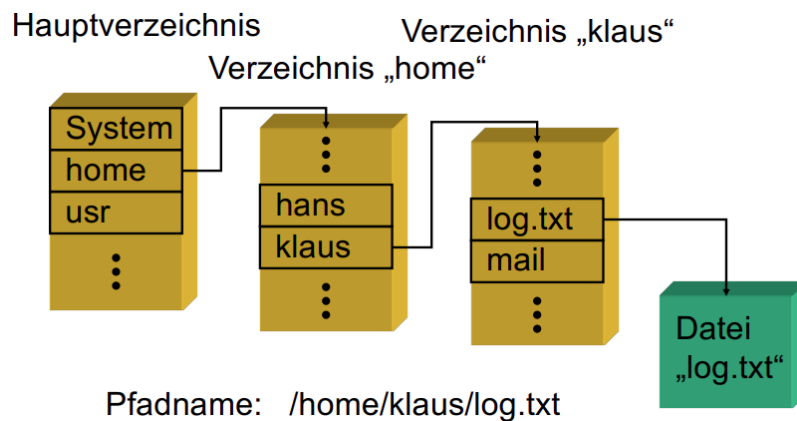 Hauptverzeichnis
Verzeichnis „home“
Verzeichnis „klaus“
System
home
usr
hans
klaus
log.txt
mail
Datei
„log.txt“
Pfadname: /home/klaus/log.txt